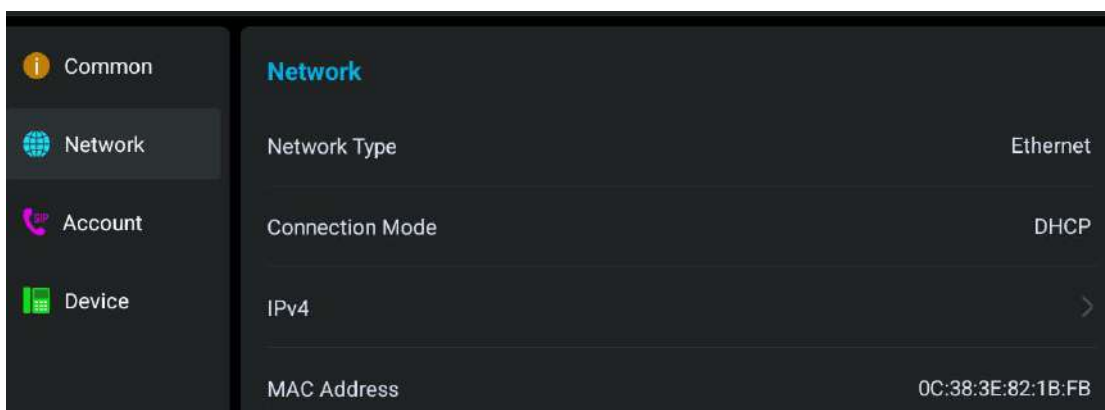 Common
Network
Account
Device
Network
Network Type Ethernet
Connection Mode DHCP
IPv4
MAC Address 0C:38:3E:82:1B:FB
SIP